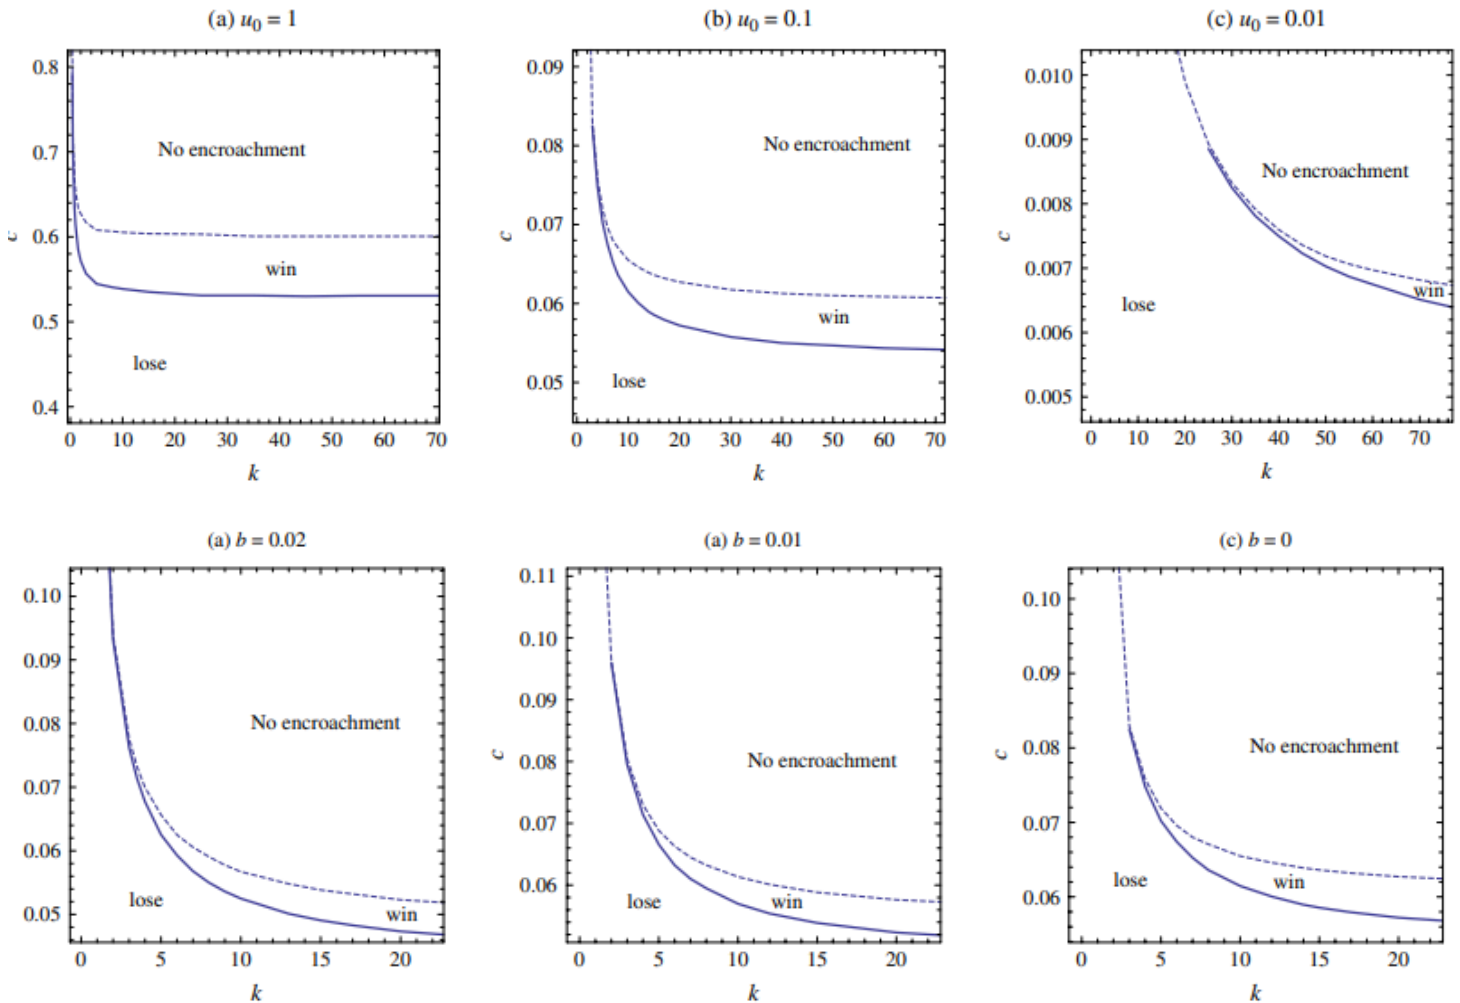 (a) u₀ = 1
(b) u₀ = 0.1
(c) u₀ = 0.01
0.8
0.7
0.6
0.5
0.4
c
No encroachment
win
lose
0 10 20 30 40 50 60 70
k
0.09
0.08
0.07
0.06
0.05
c
No encroachment
win
lose
0 10 20 30 40 50 60 70
k
0.010
0.009
0.008
0.007
0.006
0.005
c
No encroachment
win
lose
0 10 20 30 40 50 60 70
k
(a) b = 0.02
(a) b = 0.01
(c) b = 0
0.10
0.09
0.08
0.07
0.06
0.05
No encroachment
lose
win
0 5 10 15 20
k
0.11
0.10
0.09
0.08
0.07
0.06
c
No encroachment
lose
win
0 5 10 15 20
k
0.10
0.09
0.08
0.07
0.06
c
No encroachment
lose
win
0 5 10 15 20
k